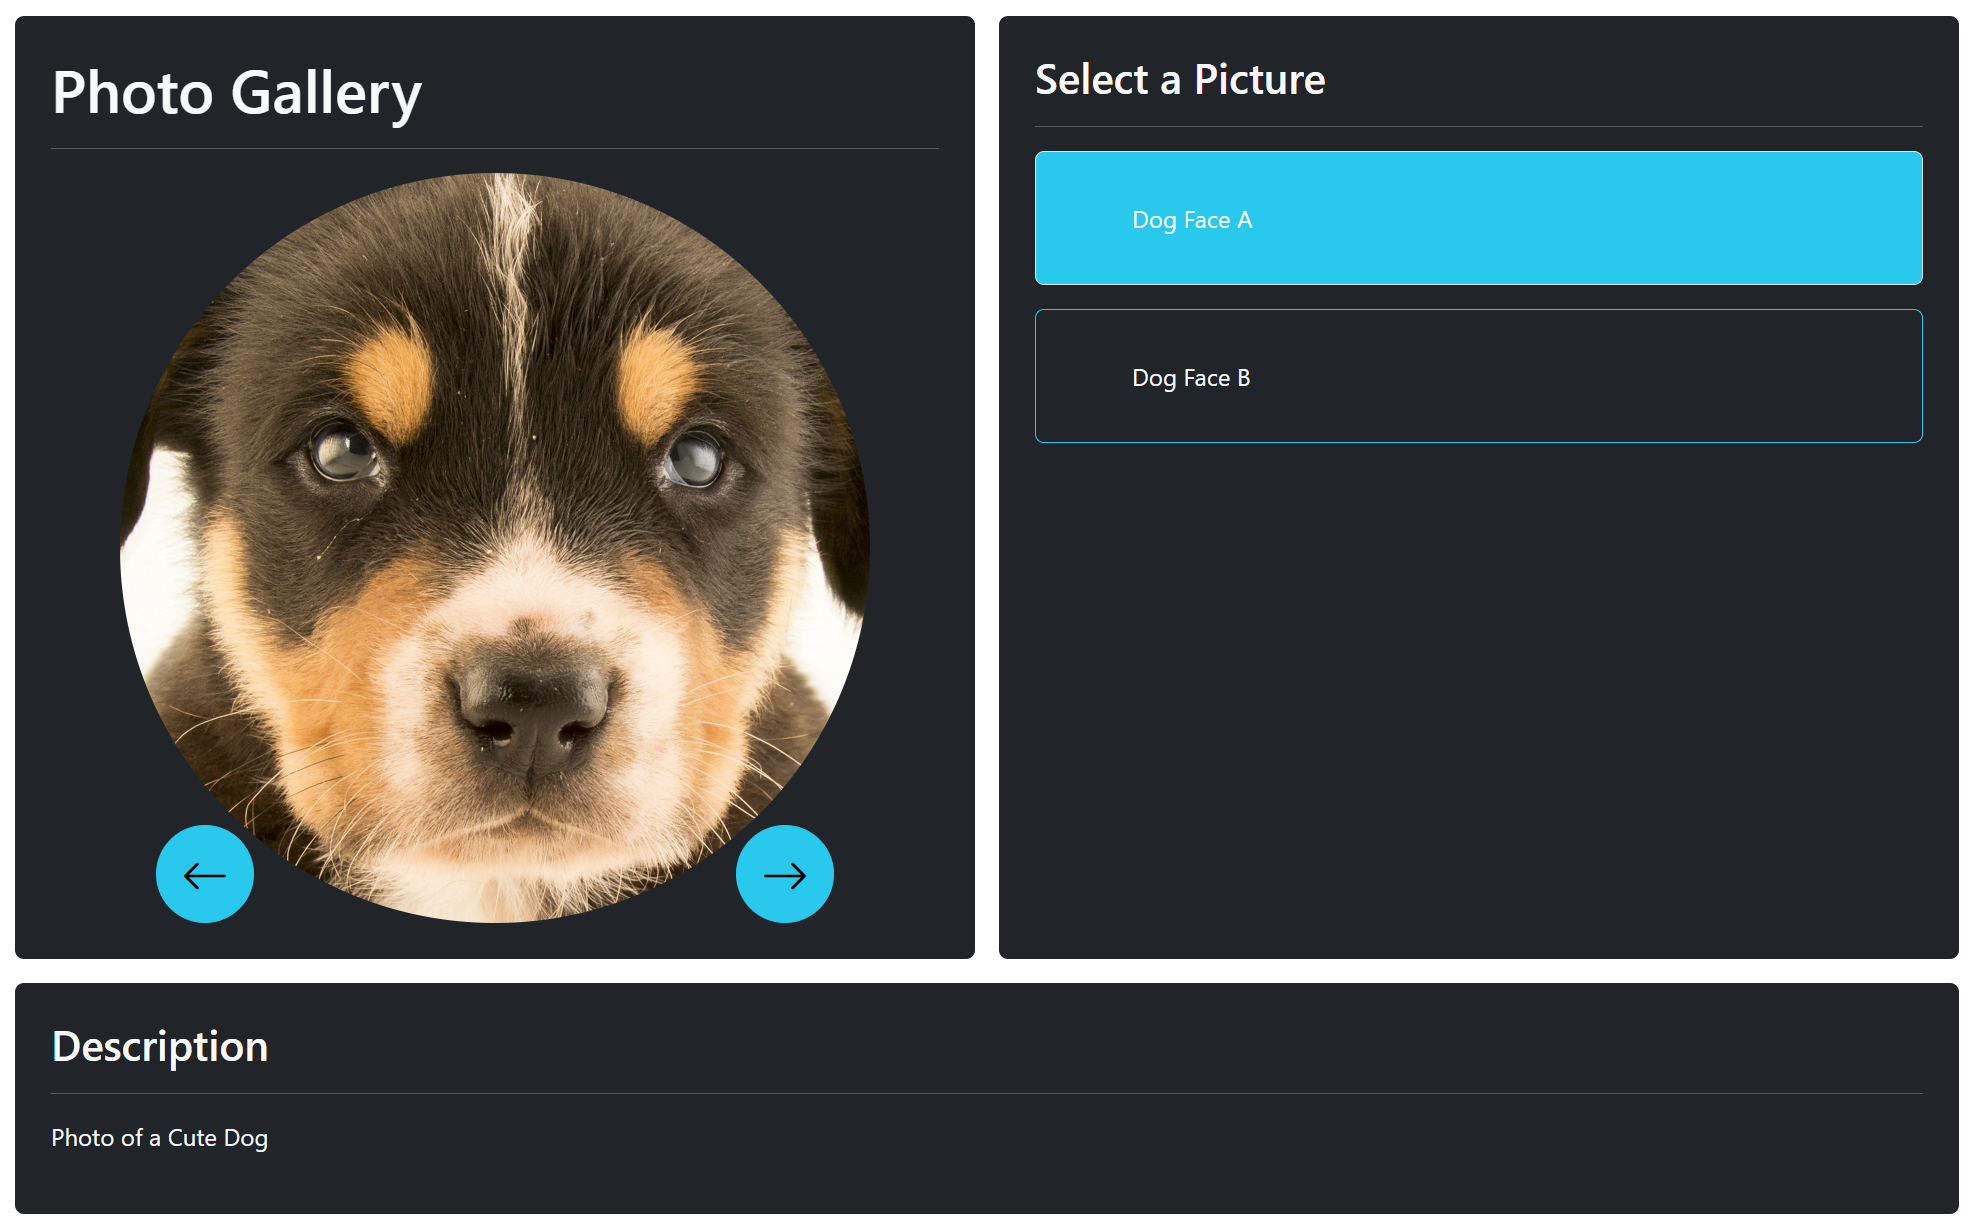 Photo Gallery
Select a Picture
Dog Face A
Dog Face B
Description
Photo of a Cute Dog